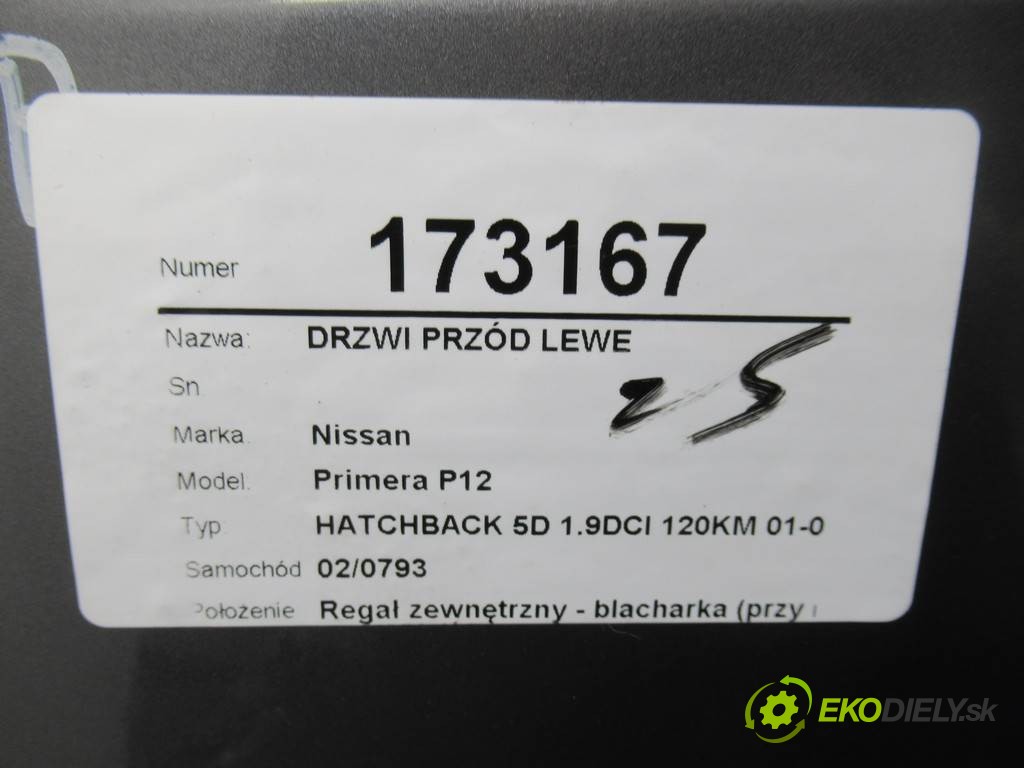 Numer 173167
Nazwa: DRZWI PRZÓD LEWE
Sn
25
Marka. Nissan
Model. Primera P12
Typ HATCHBACK 5D 1.9DCI 120KM 01-0
Samochód 02/0793
Położenie Regał zewnętrzny - blacharka (przy
EKODIELY.sk